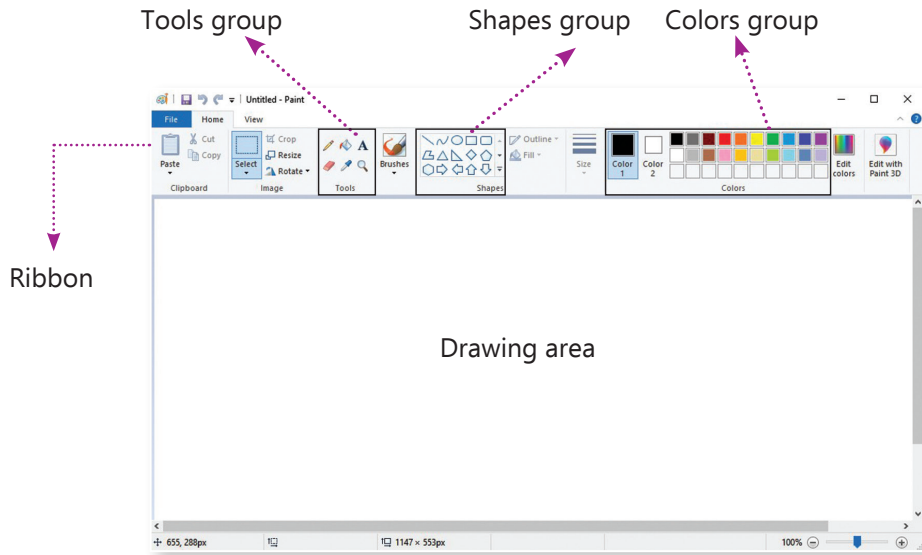 Tools group
Shapes group
Colors group
Untitled - Paint
File
Home
View
Paste
Cut
Copy
Clipboard
Select
Crop
Resize
Rotate
Image
A
Tools
Brushes
Outline
Fill
Shapes
Size
Color
1
Color
2
Colors
Edit
colors
Edit with
Paint 3D
Ribbon
Drawing area
655, 288px
1147 × 553px
100%